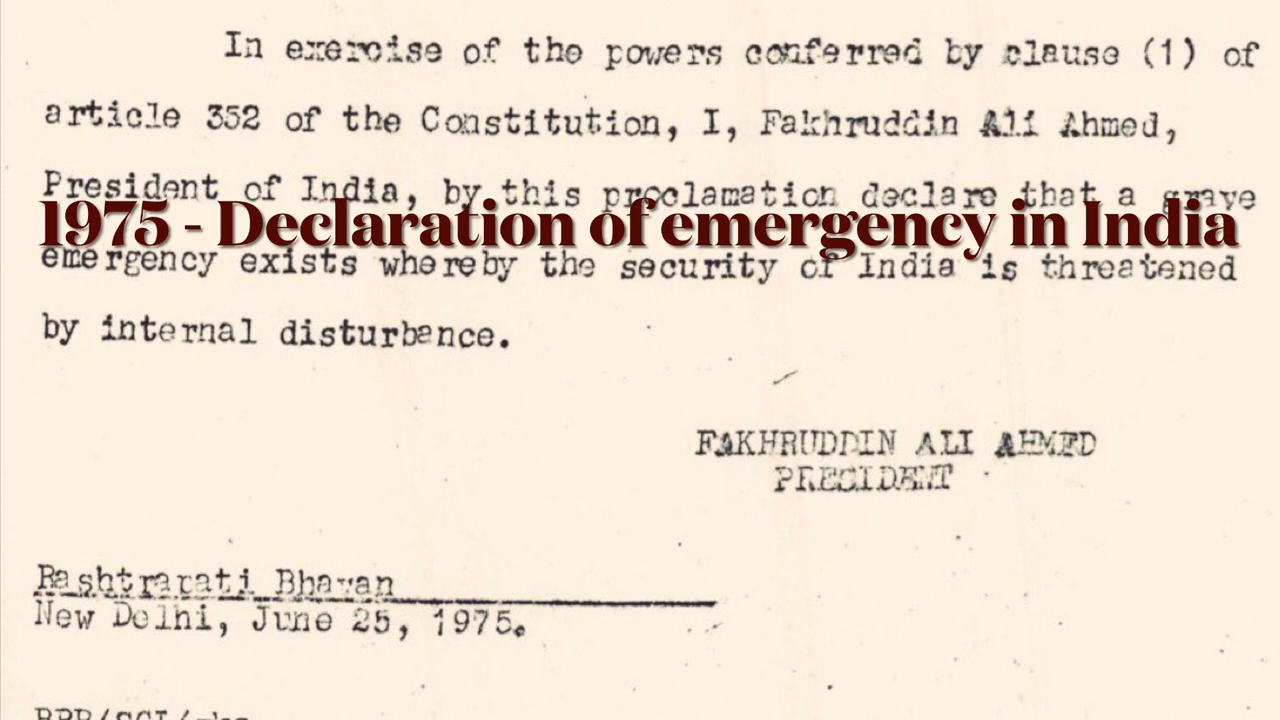 In exercise of the powers conferred by clause (1) of
article 352 of the Constitution, I, Fakhruddin Ali Ahmed,
President of India, by this proclamation declare that a grave
1975 - Declaration of emergency in India
emergency exists whereby the security of India is threatened
by internal disturbance.
FAKHRUDDIN ALI AHMED
PRESIDENT
Rashtrapati Bhavan
New Delhi, June 25, 1975.